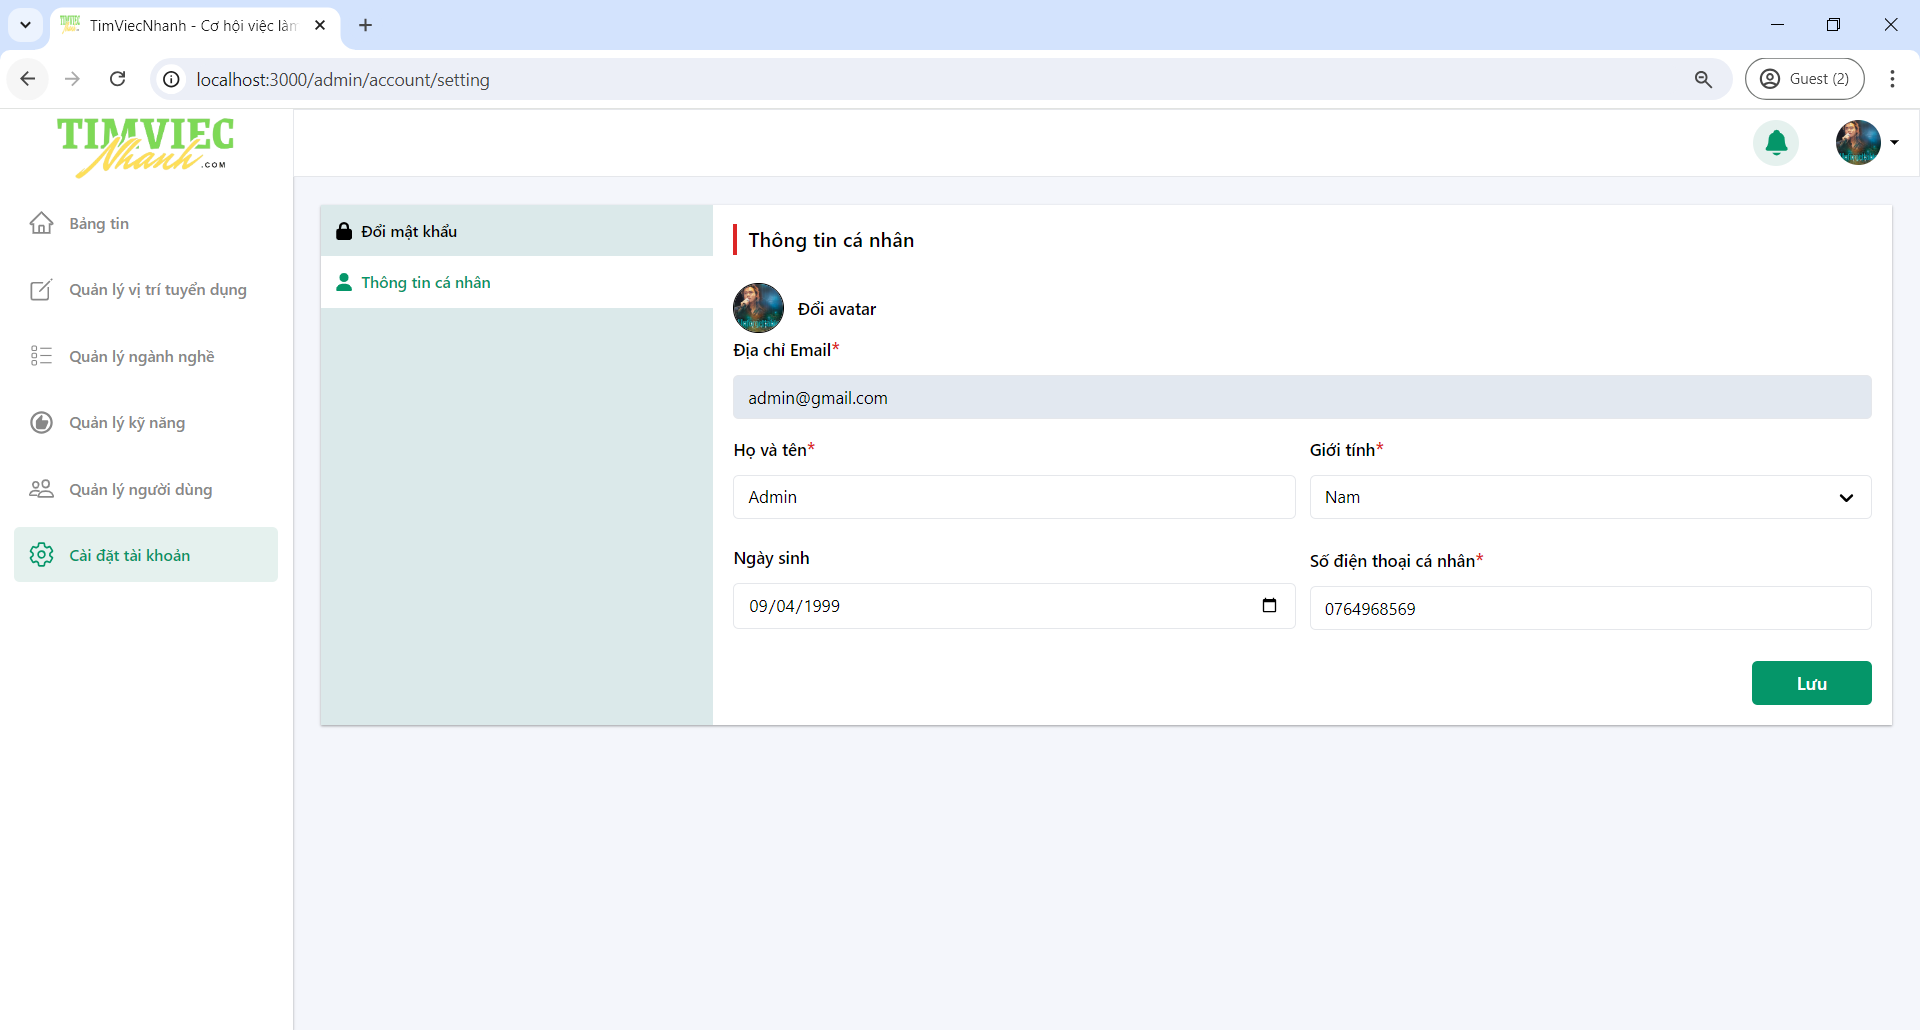 TimViecNhanh - Cơ hội việc làm
localhost:3000/admin/account/setting
Guest (2)
TIMVIEC
Nhanh .COM
Bảng tin
Quản lý vị trí tuyển dụng
Quản lý ngành nghề
Quản lý kỹ năng
Quản lý người dùng
Cài đặt tài khoản
Đổi mật khẩu
Thông tin cá nhân
Thông tin cá nhân
Đổi avatar
Địa chỉ Email*
admin@gmail.com
Họ và tên*
Giới tính*
Admin
Nam
Ngày sinh
Số điện thoại cá nhân*
09/04/1999
0764968569
Lưu